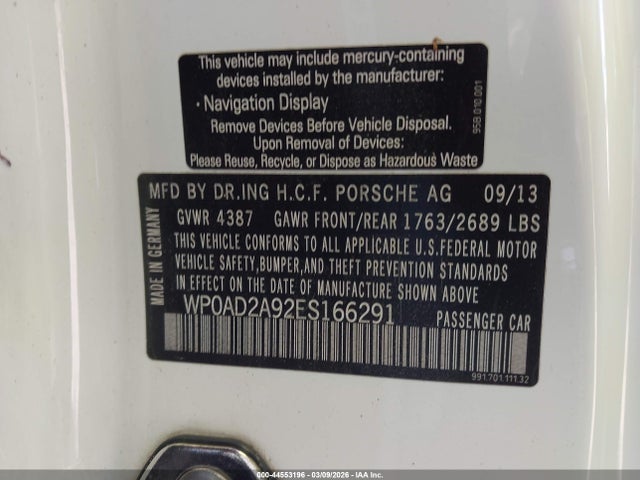 This vehicle may include mercury-containing
devices installed by the manufacturer:
· Navigation Display
Remove Devices Before Vehicle Disposal.
Upon Removal of Devices:
Please Reuse, Recycle, or Dispose as Hazardous Waste
958.010.001
MFD BY DR.ING H.C.F. PORSCHE AG 09/13
GVWR 4387 GAWR FRONT/REAR 1763/2689 LBS
THIS VEHICLE CONFORMS TO ALL APPLICABLE U.S.FEDERAL MOTOR
VEHICLE SAFETY,BUMPER,AND THEFT PREVENTION STANDARDS
IN EFFECT ON THE DATE OF MANUFACTURE SHOWN ABOVE
WP0AD2A92ES166291 PASSENGER CAR
MADE IN GERMANY
991.701.111.32
000-44553196 - 03/09/2026 - IAA Inc.